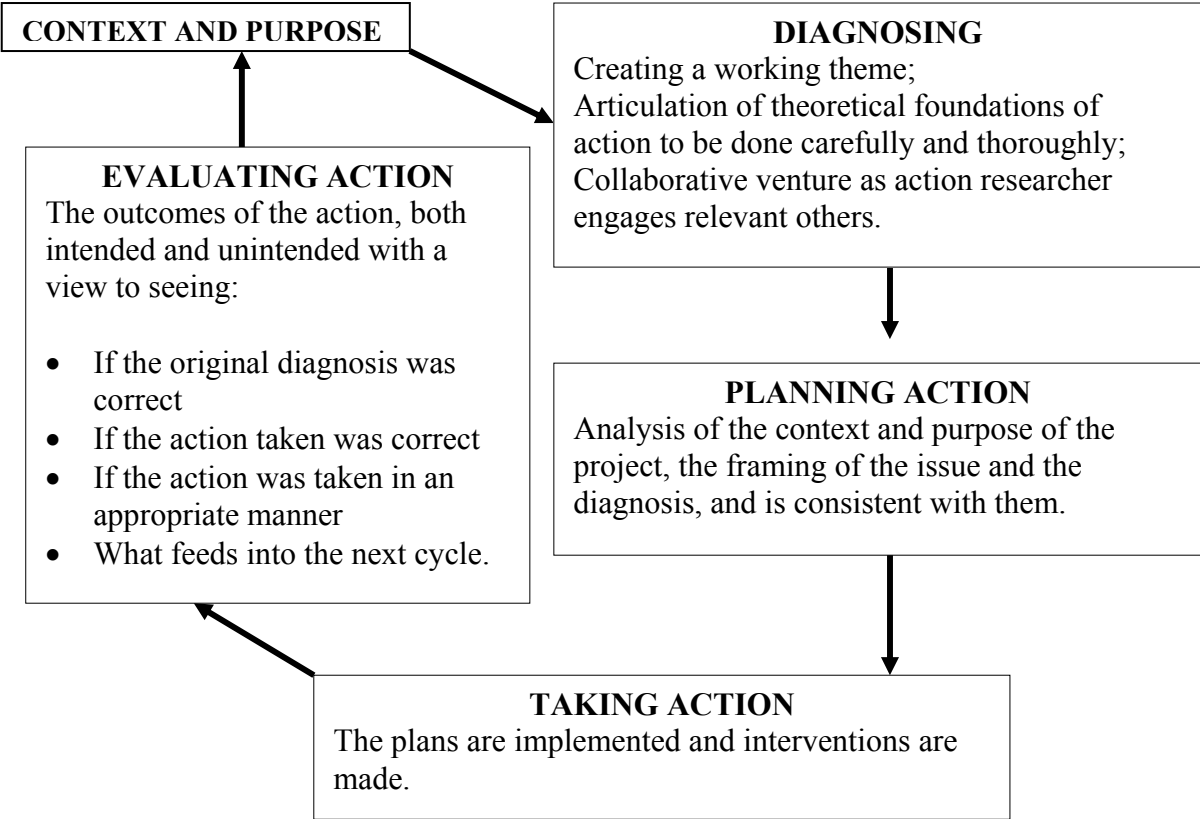 CONTEXT AND PURPOSE
DIAGNOSING
Creating a working theme;
Articulation of theoretical foundations of
action to be done carefully and thoroughly;
Collaborative venture as action researcher
engages relevant others.
EVALUATING ACTION
The outcomes of the action, both
intended and unintended with a
view to seeing:
• If the original diagnosis was
correct
• If the action taken was correct
• If the action was taken in an
appropriate manner
• What feeds into the next cycle.
PLANNING ACTION
Analysis of the context and purpose of the
project, the framing of the issue and the
diagnosis, and is consistent with them.
TAKING ACTION
The plans are implemented and interventions are
made.